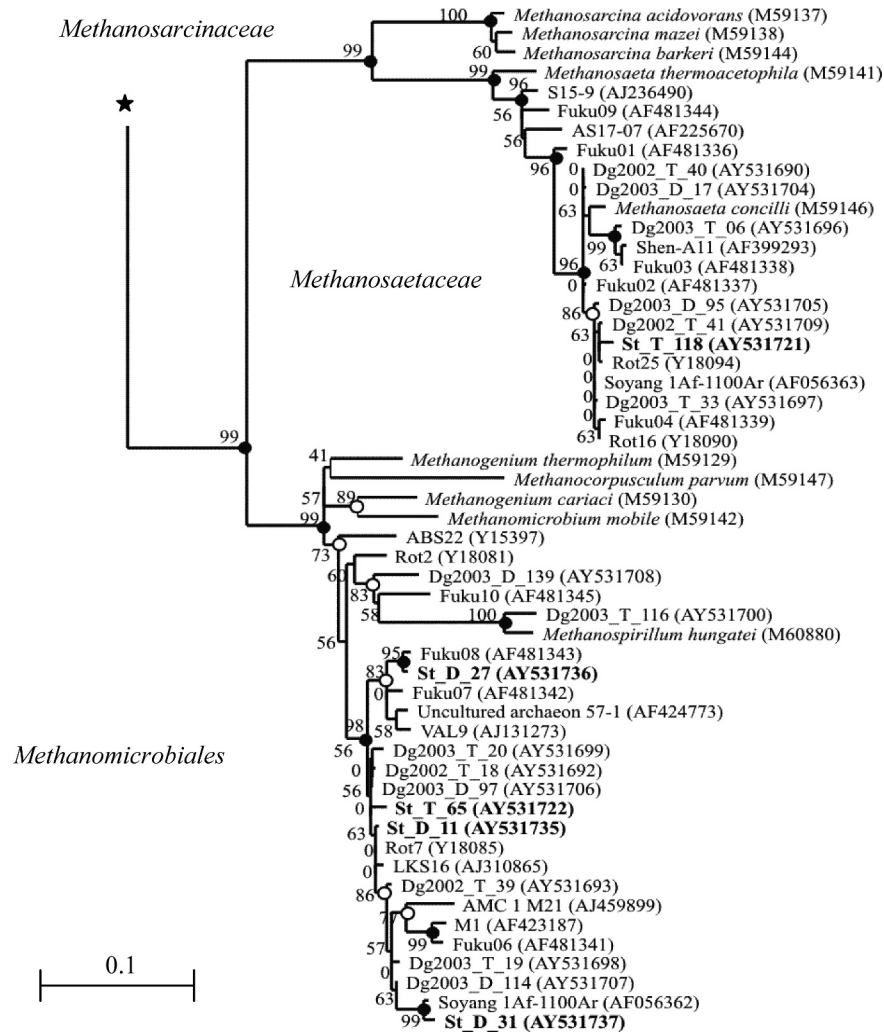 Methanosarcinaceae
★
100
Methanosarcina acidovorans (M59137)
Methanosarcina mazei (M59138)
60
Methanosarcina barkeri (M59144)
99
99
Methanosaeta thermoacetophila (M59141)
96
S15-9 (AJ236490)
56
Fuku09 (AF481344)
56
AS17-07 (AF225670)
Fuku01 (AF481336)
96
0
Dg2002_T_40 (AY531690)
0
Dg2003_D_17 (AY531704)
63
Methanosaeta concilli (M59146)
Dg2003_T_06 (AY531696)
99
Shen-A11 (AF399293)
96
63
Fuku03 (AF481338)
Methanosaetaceae
0
Fuku02 (AF481337)
86
Dg2003_D_95 (AY531705)
63
Dg2002_T_41 (AY531709)
St_T_118 (AY531721)
0
Rot25 (Y18094)
0
Soyang 1Af-1100Ar (AF056363)
0
Dg2003_T_33 (AY531697)
0
Fuku04 (AF481339)
63
Rot16 (Y18090)
99
41
Methanogenium thermophilum (M59129)
Methanocorpusculum parvum (M59147)
57
89
Methanogenium cariaci (M59130)
99
Methanomicrobium mobile (M59142)
ABS22 (Y15397)
73
Rot2 (Y18081)
60
Dg2003_D_139 (AY531708)
83
Fuku10 (AF481345)
58
100
Dg2003_T_116 (AY531700)
56
Methanospirillum hungatei (M60880)
95
Fuku08 (AF481343)
83
St_D_27 (AY531736)
0
Fuku07 (AF481342)
Uncultured archaeon 57-1 (AF424773)
98
58
VAL9 (AJ131273)
Methanomicrobiales
56
Dg2003_T_20 (AY531699)
0
Dg2002_T_18 (AY531692)
56
Dg2003_D_97 (AY531706)
0
St_T_65 (AY531722)
63
St_D_11 (AY531735)
0
Rot7 (Y18085)
0
LKS16 (AJ310865)
86
Dg2002_T_39 (AY531693)
77
AMC 1 M21 (AJ459899)
M1 (AF423187)
57
99
Fuku06 (AF481341)
0
Dg2003_T_19 (AY531698)
63
Dg2003_D_114 (AY531707)
Soyang 1Af-1100Ar (AF056362)
99
St_D_31 (AY531737)
0.1